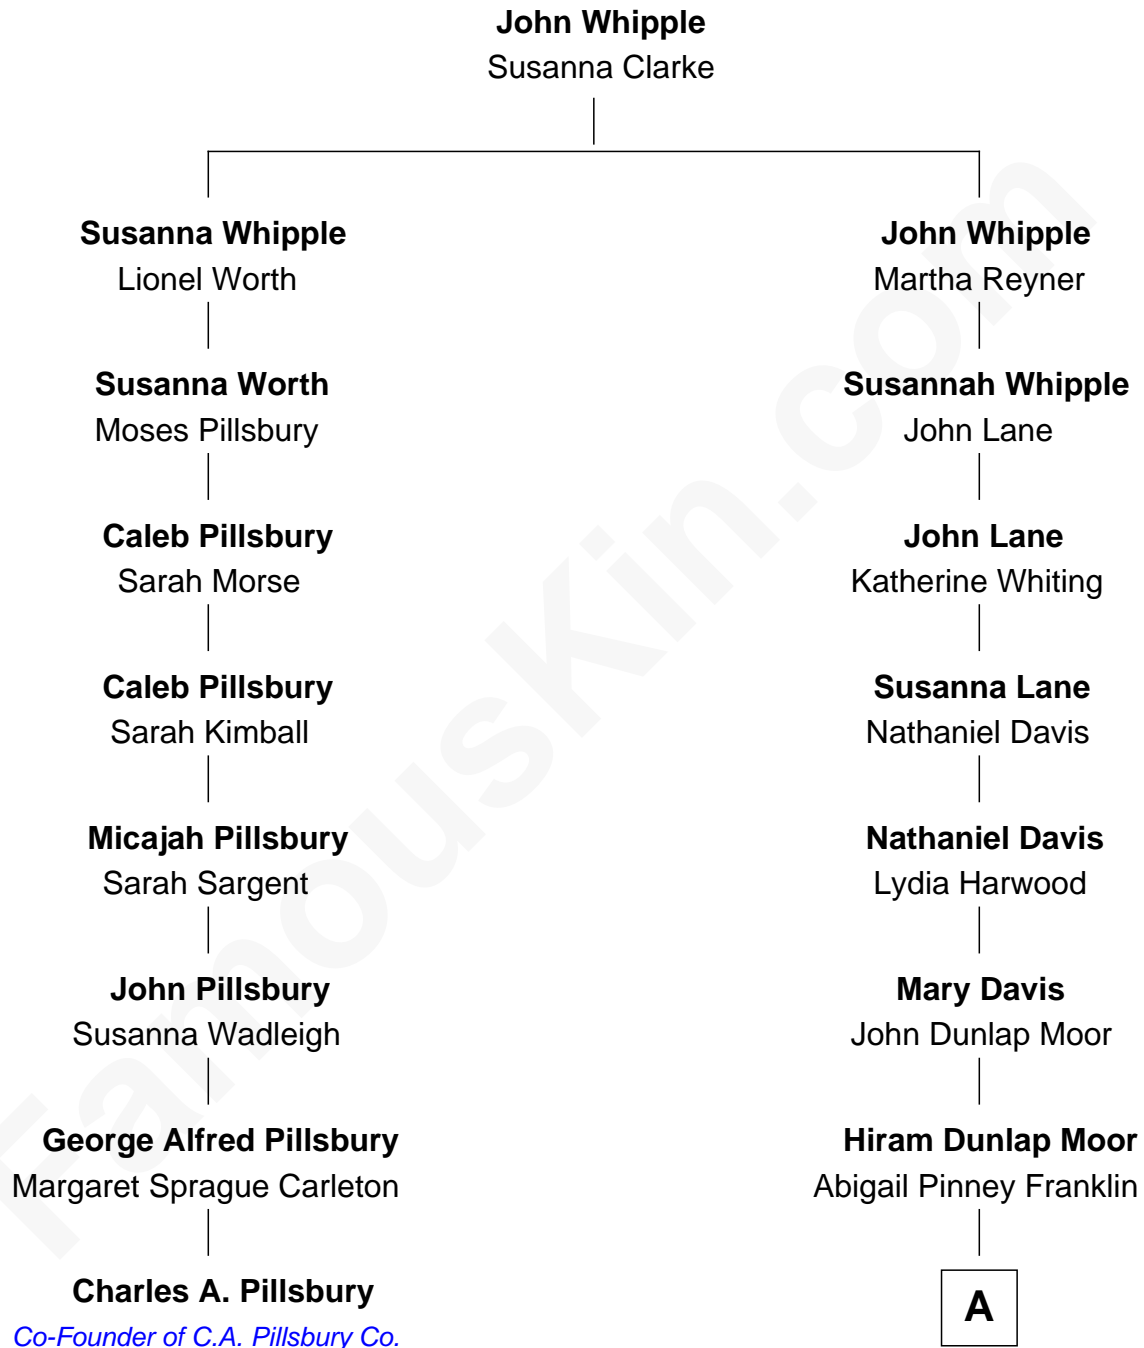 John Whipple
Susanna Clarke
Susanna Whipple
Lionel Worth
Susanna Worth
Moses Pillsbury
Caleb Pillsbury
Sarah Morse
Caleb Pillsbury
Sarah Kimball
Micajah Pillsbury
Sarah Sargent
John Pillsbury
Susanna Wadleigh
George Alfred Pillsbury
Margaret Sprague Carleton
Charles A. Pillsbury
Co-Founder of C.A. Pillsbury Co.
John Whipple
Martha Reyner
Susannah Whipple
John Lane
John Lane
Katherine Whiting
Susanna Lane
Nathaniel Davis
Nathaniel Davis
Lydia Harwood
Mary Davis
John Dunlap Moor
Hiram Dunlap Moor
Abigail Pinney Franklin
A
FamousKin.com